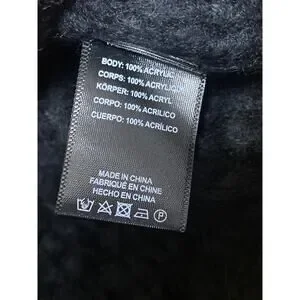 BODY: 100% ACRYLIC
CORPS: 100% ACRYLIC
KÖRPER: 100% ACRYL
CORPO: 100% ACRILICO
CUERPO: 100% ACRÍLICO
MADE IN CHINA
FABRIQUÉ EN CHINE
HECHO EN CHINA
P